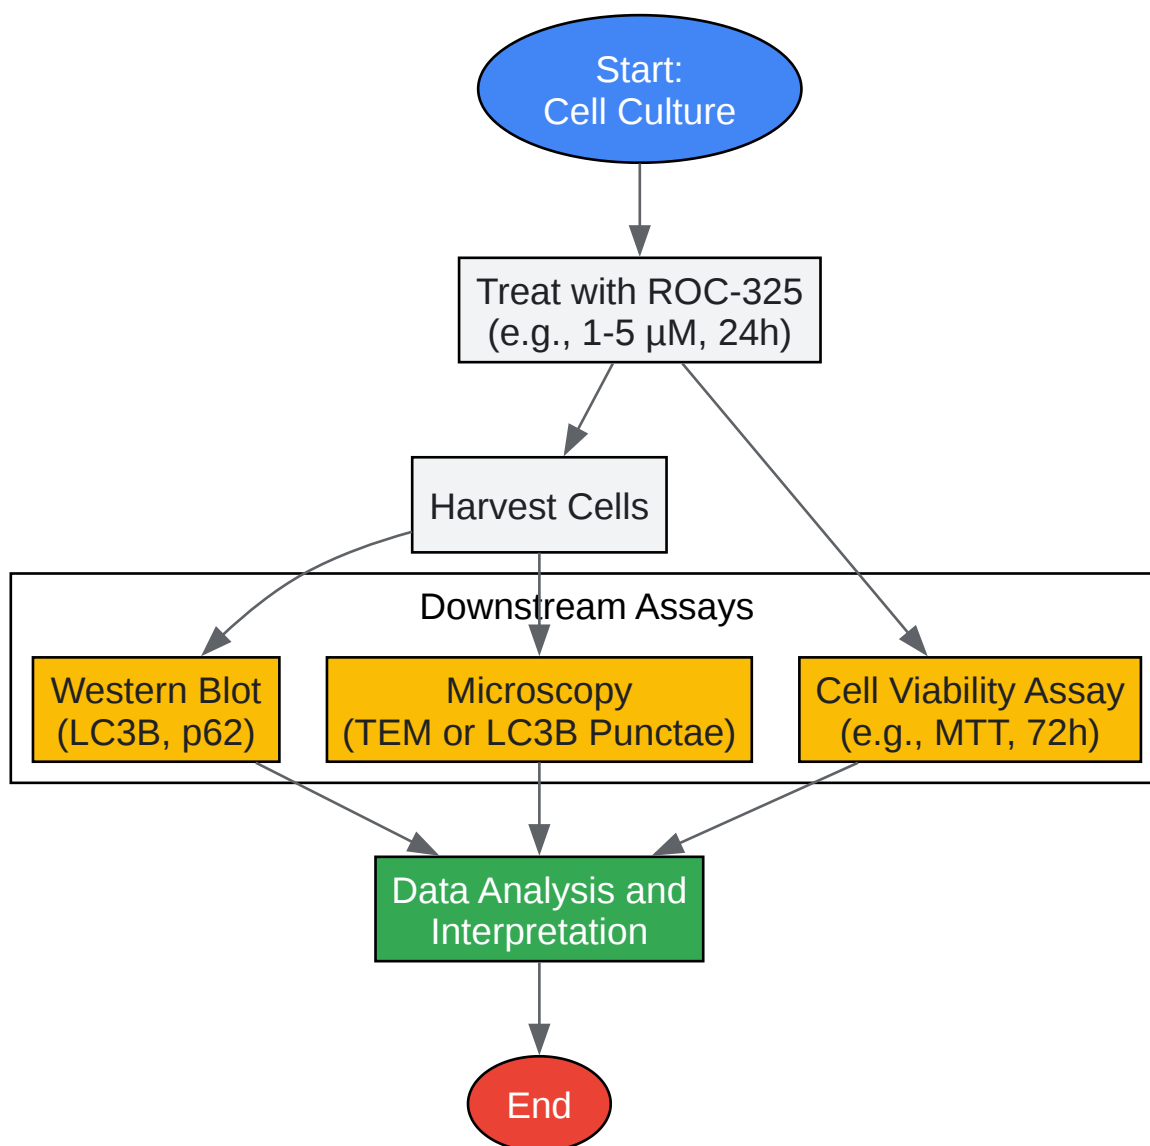 Start:
Cell Culture
Treat with ROC-325
(e.g., 1-5 µM, 24h)
Harvest Cells
Downstream Assays
Western Blot
(LC3B, p62)
Microscopy
(TEM or LC3B Punctae)
Cell Viability Assay
(e.g., MTT, 72h)
Data Analysis and
Interpretation
End